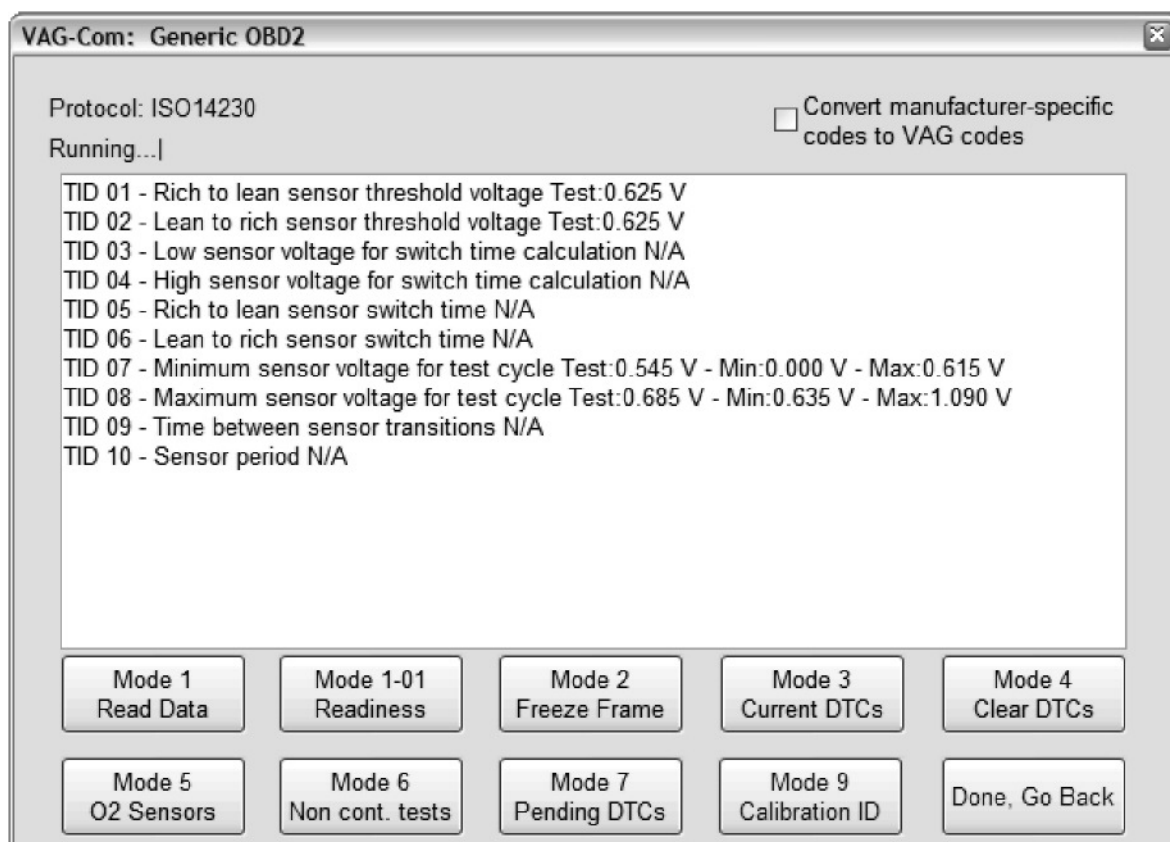 VAG-Com: Generic OBD2
Protocol: ISO14230
Convert manufacturer-specific
codes to VAG codes
Running...|
TID 01 - Rich to lean sensor threshold voltage Test:0.625 V
TID 02 - Lean to rich sensor threshold voltage Test:0.625 V
TID 03 - Low sensor voltage for switch time calculation N/A
TID 04 - High sensor voltage for switch time calculation N/A
TID 05 - Rich to lean sensor switch time N/A
TID 06 - Lean to rich sensor switch time N/A
TID 07 - Minimum sensor voltage for test cycle Test:0.545 V - Min:0.000 V - Max:0.615 V
TID 08 - Maximum sensor voltage for test cycle Test:0.685 V - Min:0.635 V - Max:1.090 V
TID 09 - Time between sensor transitions N/A
TID 10 - Sensor period N/A
Mode 1
Read Data
Mode 1-01
Readiness
Mode 2
Freeze Frame
Mode 3
Current DTCs
Mode 4
Clear DTCs
Mode 5
O2 Sensors
Mode 6
Non cont. tests
Mode 7
Pending DTCs
Mode 9
Calibration ID
Done, Go Back